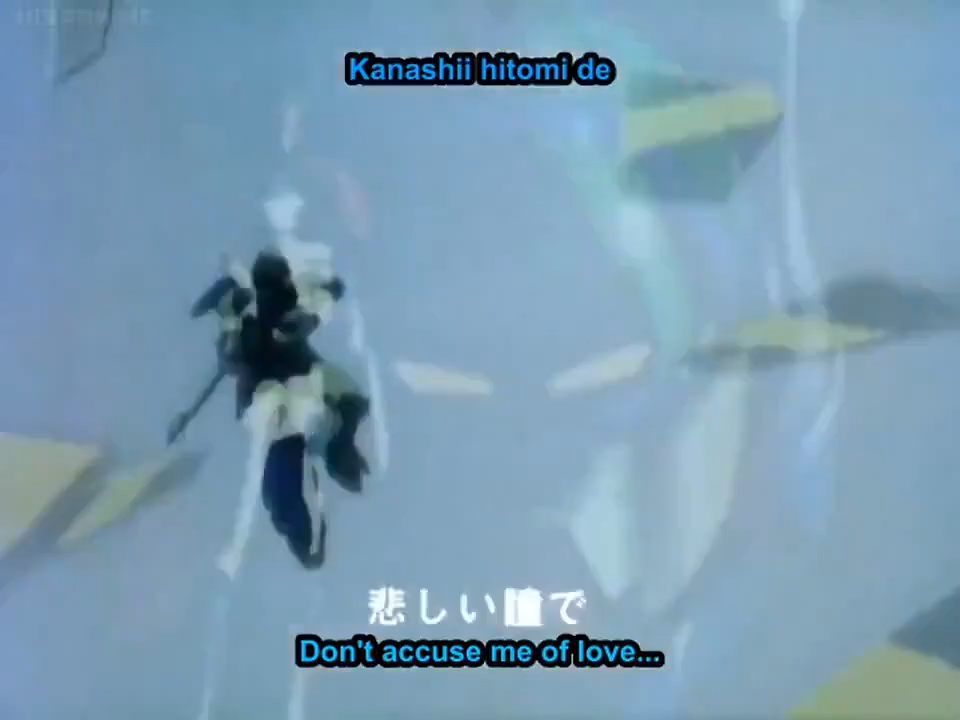 Kanashii hitomi de
悲しい瞳で
Don't accuse me of love...